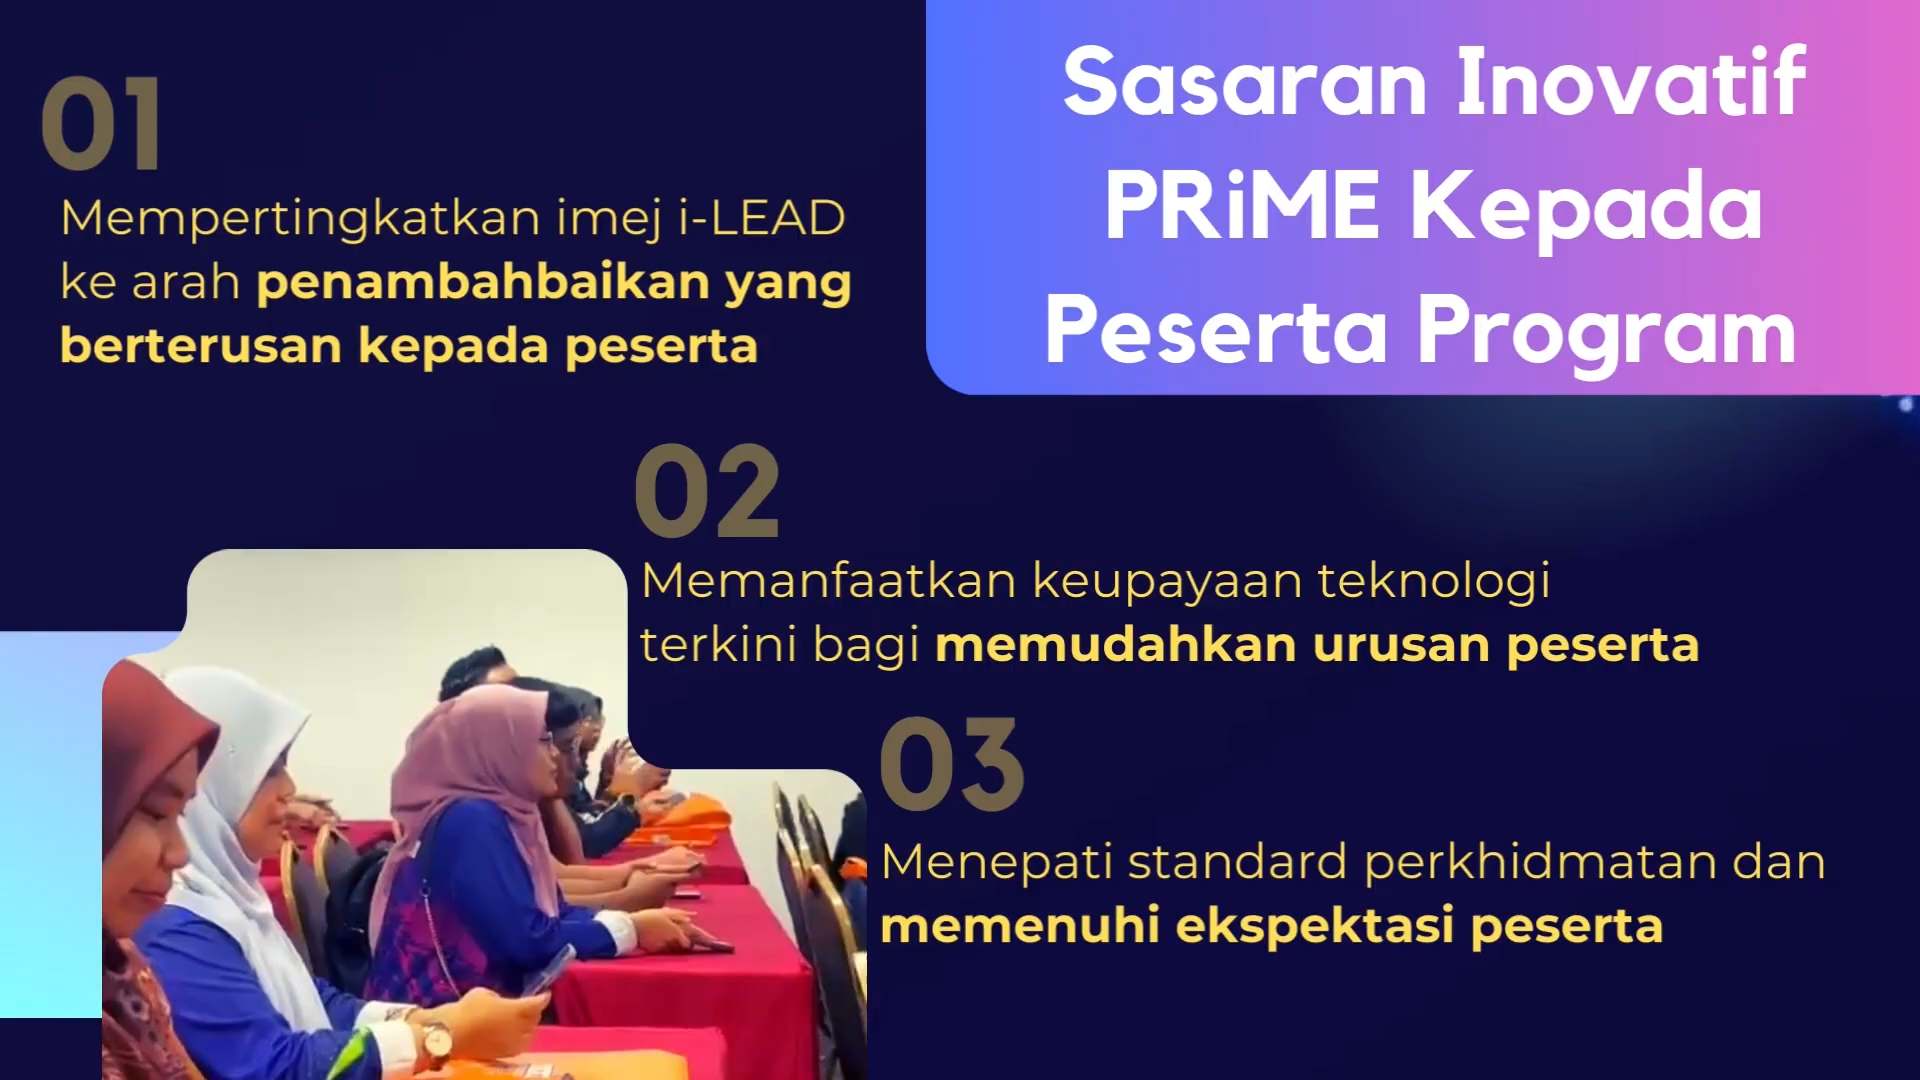 Sasaran Inovatif
PRiME Kepada
Peserta Program
01
Mempertingkatkan imej i-LEAD
ke arah penambahbaikan yang
berterusan kepada peserta
02
Memanfaatkan keupayaan teknologi
terkini bagi memudahkan urusan peserta
03
Menepati standard perkhidmatan dan
memenuhi ekspektasi peserta